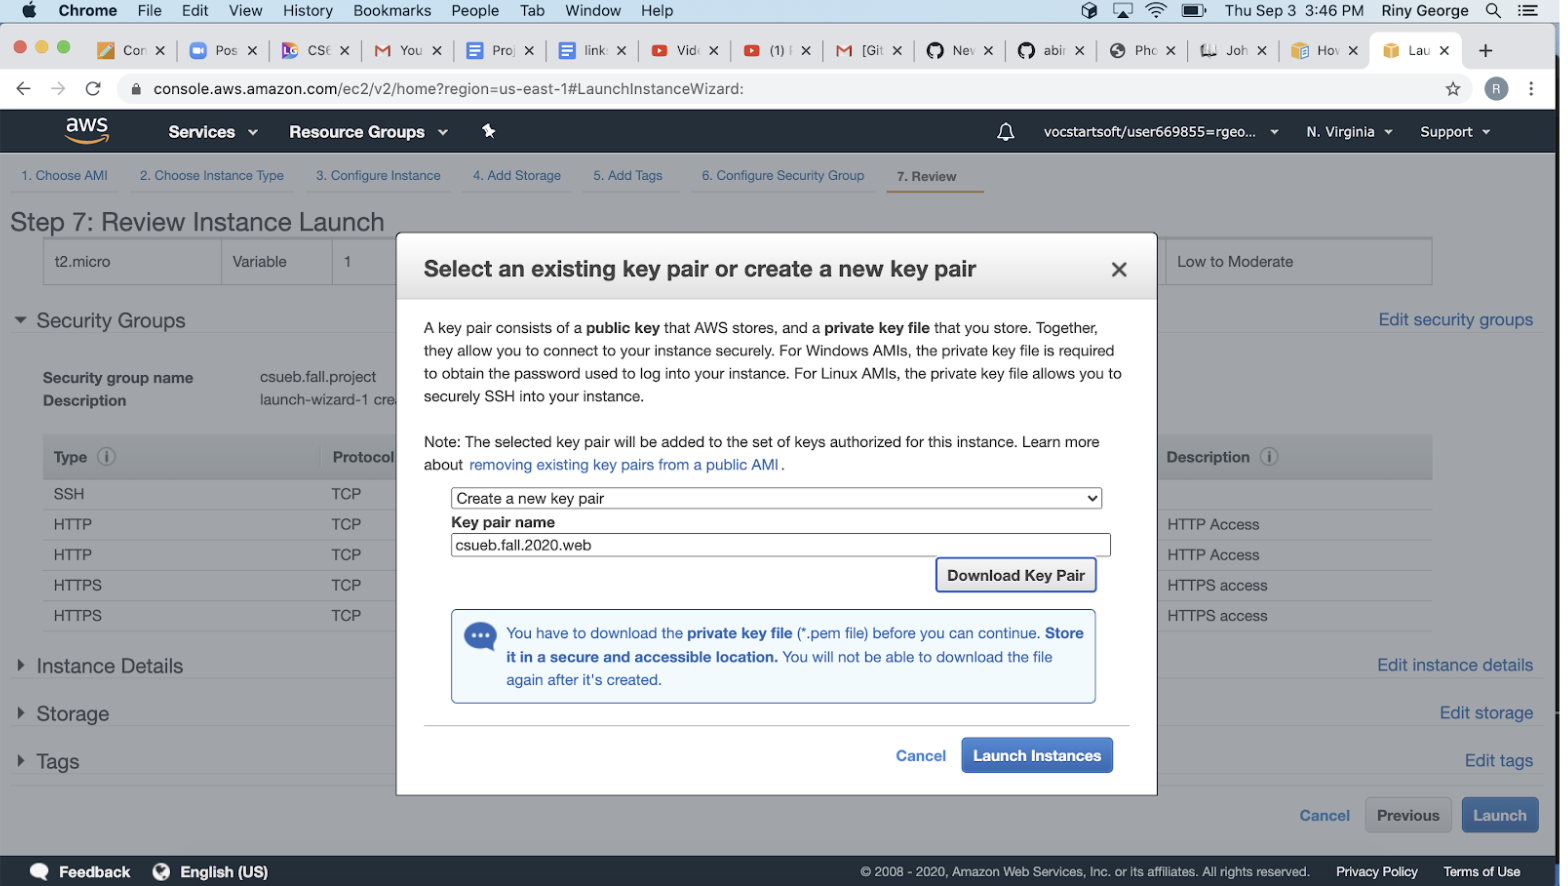 Chrome File Edit View History Bookmarks People Tab Window Help Thu Sep 3 3:46 PM Riny George
Con Pos CS6 You Proj link Vide (1) [Git Nev abir Pho Joh Hov Lau
console.aws.amazon.com/ec2/v2/home?region=us-east-1#LaunchInstanceWizard: R
aws Services Resource Groups vocstartsoft/user669855=rgeo... N. Virginia Support
1. Choose AMI 2. Choose Instance Type 3. Configure Instance 4. Add Storage 5. Add Tags 6. Configure Security Group 7. Review
Step 7: Review Instance Launch
t2.micro Variable 1 Low to Moderate
Security Groups Edit security groups
Security group name csueb.fall.project
Description launch-wizard-1 crea
Type Protocol Description
SSH TCP
HTTP TCP HTTP Access
HTTP TCP HTTP Access
HTTPS TCP HTTPS access
HTTPS TCP HTTPS access
Instance Details Edit instance details
Storage Edit storage
Tags Edit tags
Cancel Previous Launch
Select an existing key pair or create a new key pair
A key pair consists of a public key that AWS stores, and a private key file that you store. Together,
they allow you to connect to your instance securely. For Windows AMIs, the private key file is required
to obtain the password used to log into your instance. For Linux AMIs, the private key file allows you to
securely SSH into your instance.
Note: The selected key pair will be added to the set of keys authorized for this instance. Learn more
about removing existing key pairs from a public AMI .
Create a new key pair
Key pair name
csueb.fall.2020.web
Download Key Pair
You have to download the private key file (*.pem file) before you can continue. Store
it in a secure and accessible location. You will not be able to download the file
again after it's created.
Cancel Launch Instances
Feedback English (US) © 2008 - 2020, Amazon Web Services, Inc. or its affiliates. All rights reserved. Privacy Policy Terms of Use